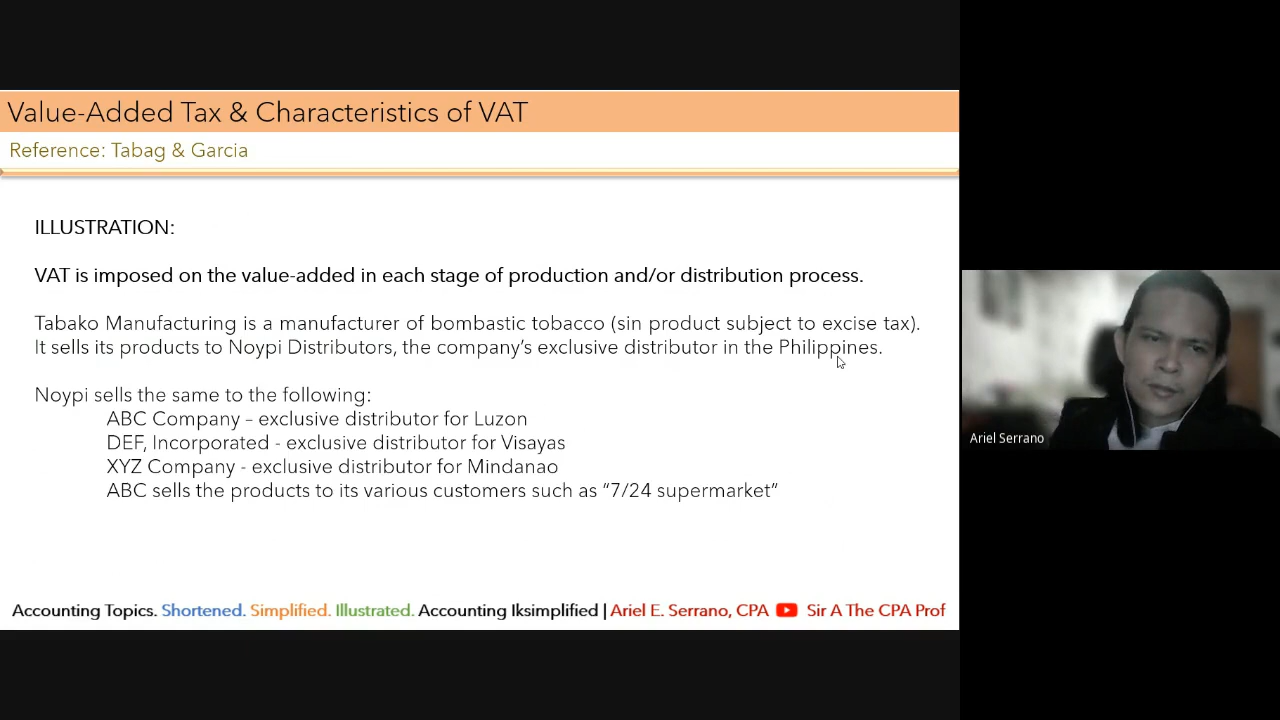 Value-Added Tax & Characteristics of VAT
Reference: Tabag & Garcia
ILLUSTRATION:
VAT is imposed on the value-added in each stage of production and/or distribution process.
Tabako Manufacturing is a manufacturer of bombastic tobacco (sin product subject to excise tax).
It sells its products to Noypi Distributors, the company’s exclusive distributor in the Philippines.
Noypi sells the same to the following:
ABC Company – exclusive distributor for Luzon
DEF, Incorporated - exclusive distributor for Visayas
XYZ Company - exclusive distributor for Mindanao
ABC sells the products to its various customers such as “7/24 supermarket”
Accounting Topics. Shortened. Simplified. Illustrated. Accounting Iksimplified | Ariel E. Serrano, CPA Sir A The CPA Prof
Ariel Serrano